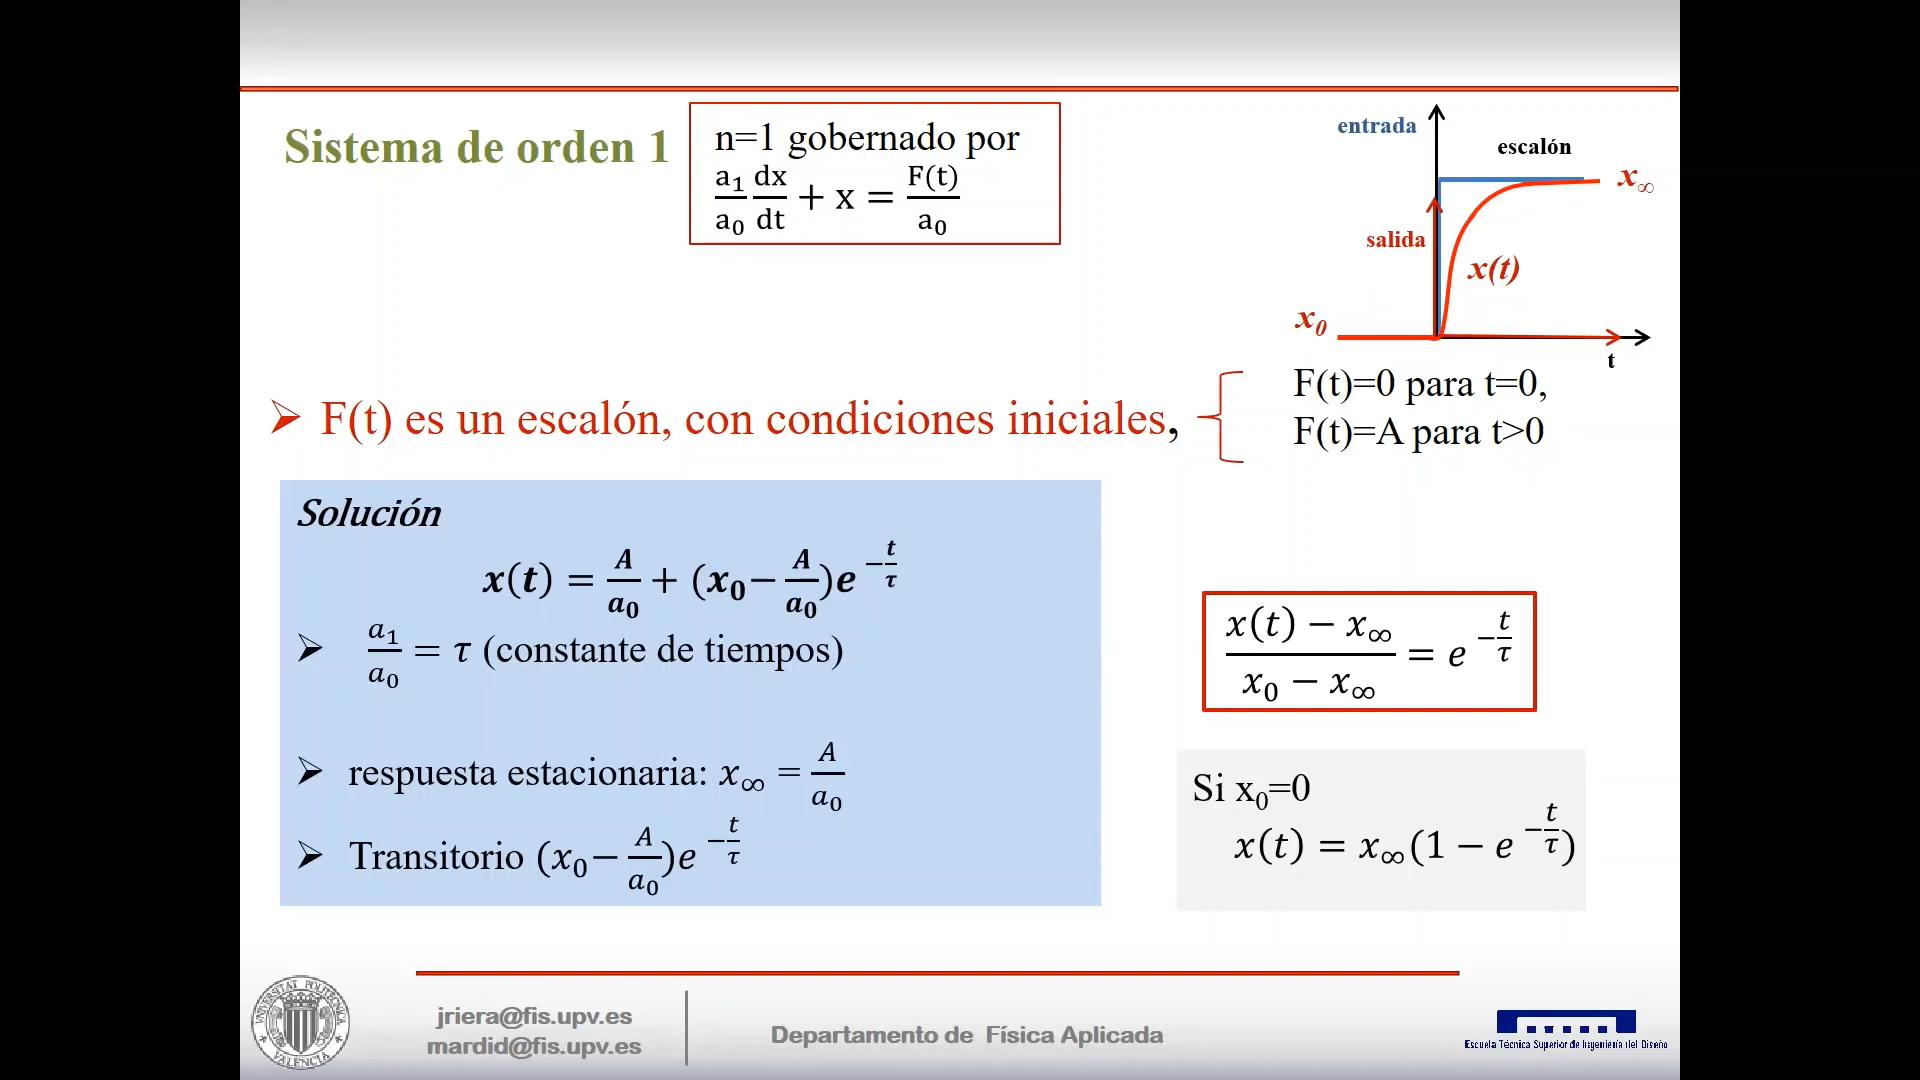 Sistema de orden 1
n=1 gobernado por
a₁/a₀ dx/dt + x = F(t)/a₀
entrada
escalón
x∞
salida
x(t)
x₀
t
➢ F(t) es un escalón, con condiciones iniciales,
F(t)=0 para t=0,
F(t)=A para t>0
Solución
x(t) = A/a₀ + (x₀− A/a₀)e^(−t/τ)
➢ a₁/a₀ = τ (constante de tiempos)
➢ respuesta estacionaria: x∞ = A/a₀
➢ Transitorio (x₀− A/a₀)e^(−t/τ)
(x(t) − x∞)/(x₀ − x∞) = e^(−t/τ)
Si x₀=0
x(t) = x∞(1 − e^(−t/τ))
UNIVERSITAT POLITECNICA
VALENCIA
jriera@fis.upv.es
mardid@fis.upv.es
Departamento de Física Aplicada
Escuela Técnica Superior de Ingeniería del Diseño